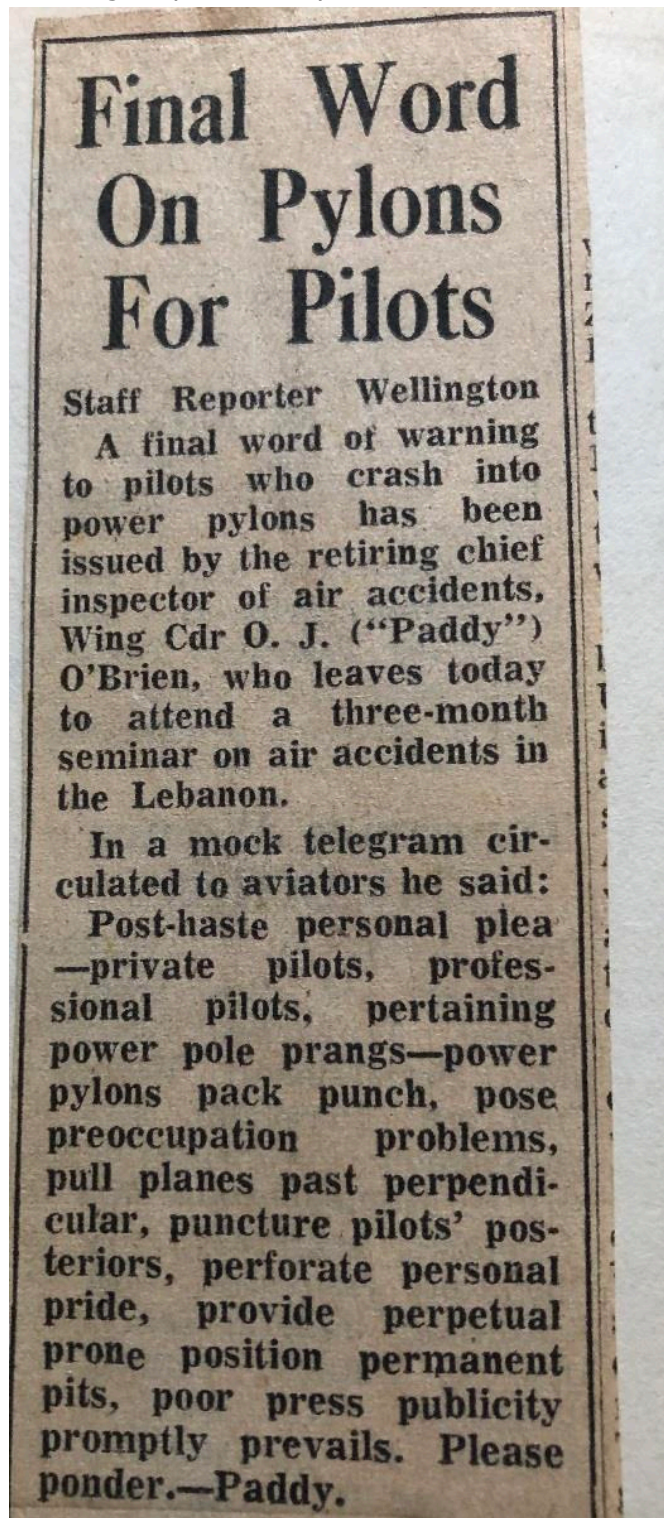 Final Word
On Pylons
For Pilots
Staff Reporter Wellington
A final word of warning
to pilots who crash into
power pylons has been
issued by the retiring chief
inspector of air accidents,
Wing Cdr O. J. (“Paddy”)
O’Brien, who leaves today
to attend a three-month
seminar on air accidents in
the Lebanon.
In a mock telegram cir-
culated to aviators he said:
Post-haste personal plea
—private pilots, profes-
sional pilots, pertaining
power pole prangs—power
pylons pack punch, pose
preoccupation problems,
pull planes past perpendi-
cular, puncture pilots’ pos-
teriors, perforate personal
pride, provide perpetual
prone position permanent
pits, poor press publicity
promptly prevails. Please
ponder.—Paddy.